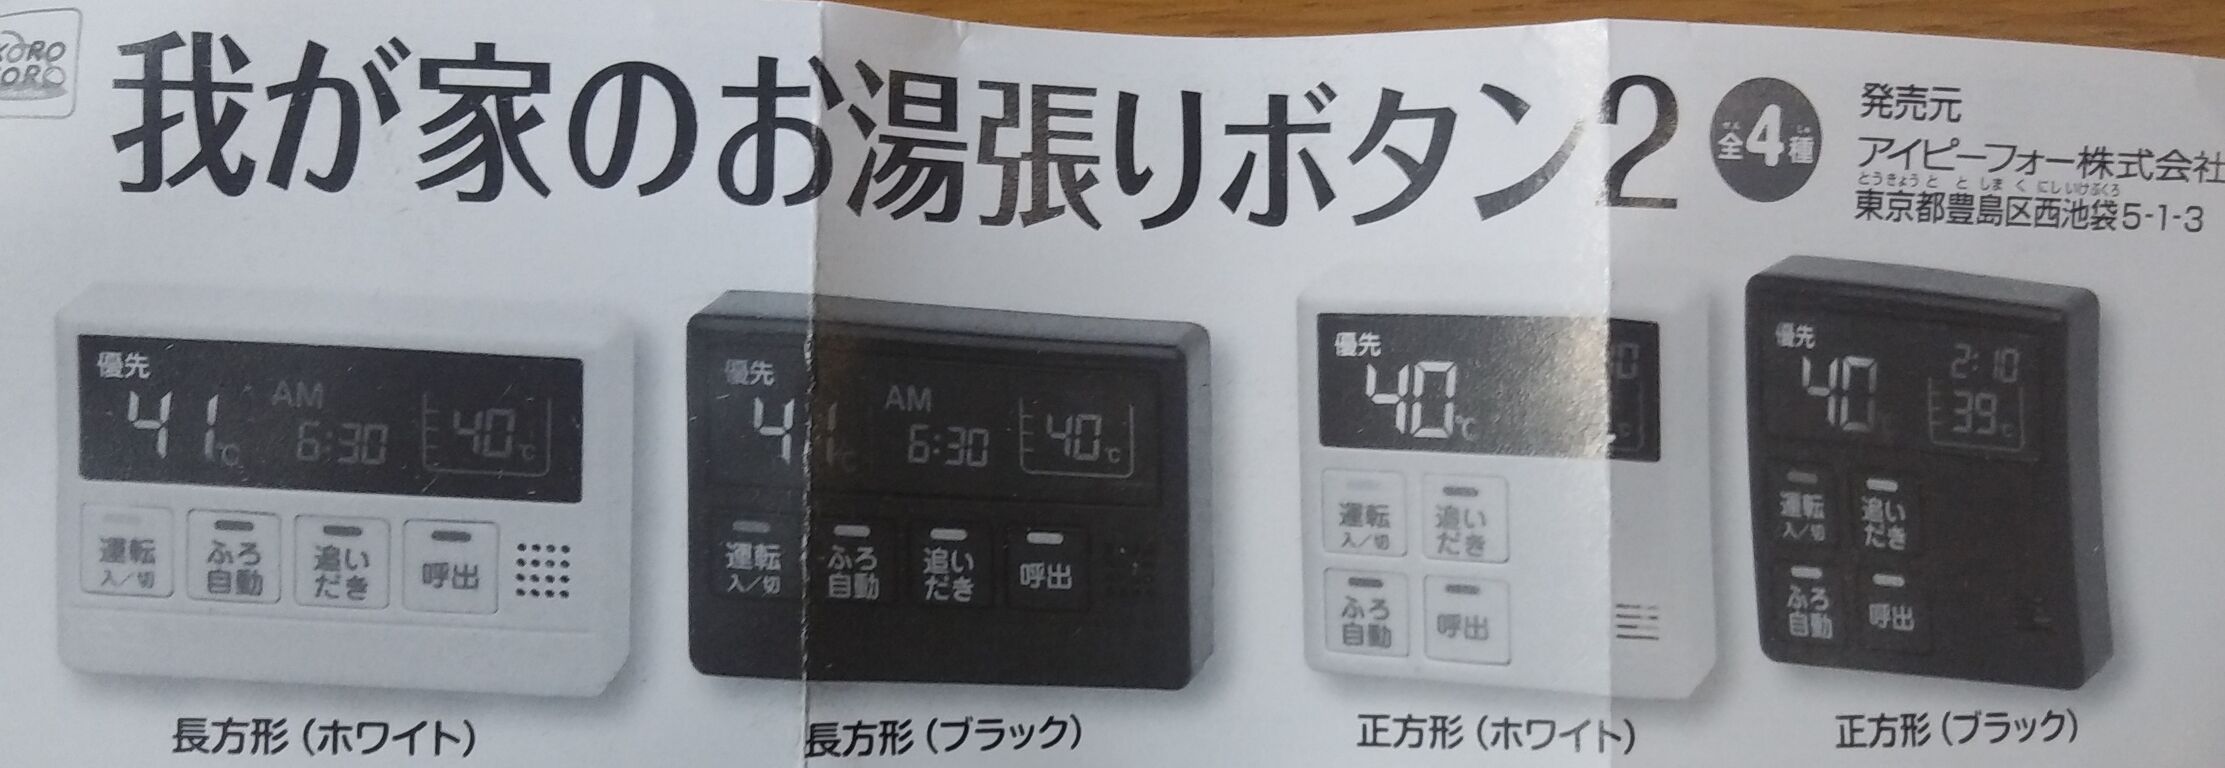 我が家のお湯張りボタン2
全4種
ぜん しゅ
発売元
アイピーフォー株式会社
とうきょうと としまく にしいけぶくろ
東京都豊島区西池袋5-1-3
優先
41℃
AM
6:30
40℃
運転
入/切
ふろ
自動
追い
だき
呼出
長方形(ホワイト)
優先
41℃
AM
6:30
40℃
運転
入/切
ふろ
自動
追い
だき
呼出
長方形(ブラック)
優先
40℃
運転
入/切
追い
だき
ふろ
自動
呼出
正方形(ホワイト)
優先
40℃
2:10
39℃
運転
入/切
追い
だき
ふろ
自動
呼出
正方形(ブラック)